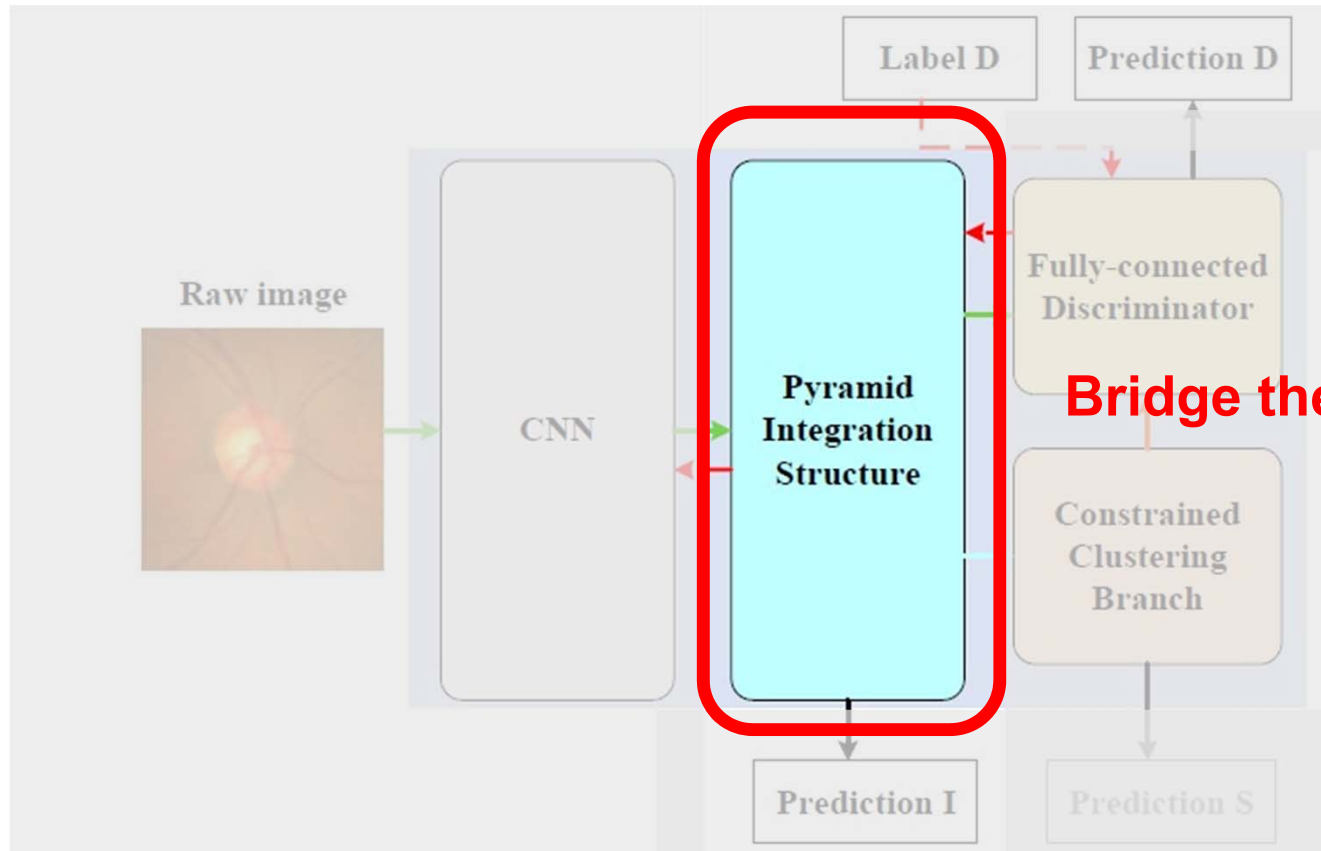 Label D
Prediction D
Raw image
CNN
Pyramid
Integration
Structure
Fully-connected
Discriminator
Bridge the
Constrained
Clustering
Branch
Prediction I
Prediction S